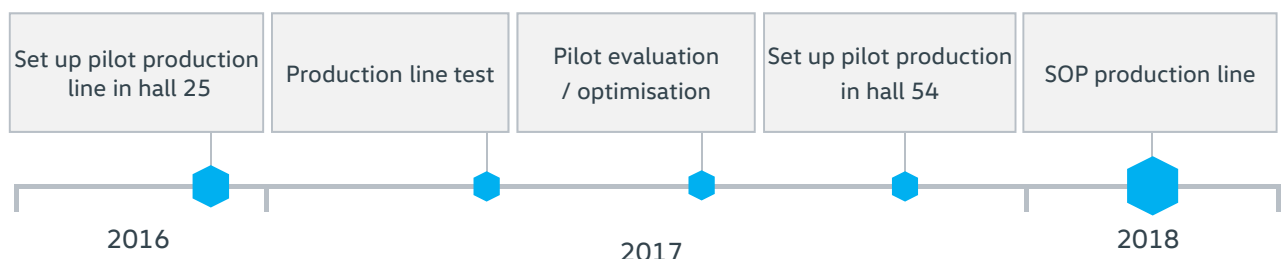 Set up pilot production
line in hall 25
Production line test
Pilot evaluation
/ optimisation
Set up pilot production
in hall 54
SOP production line
2016
2017
2018